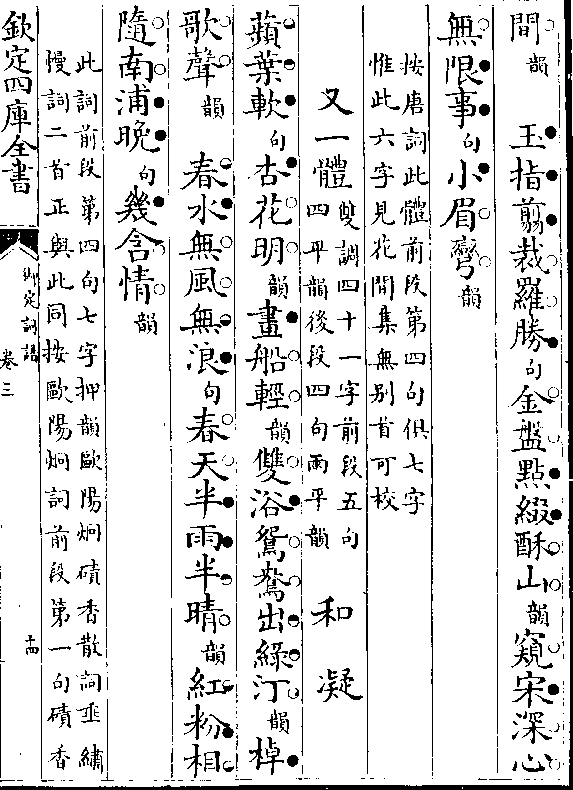 間韻　玉指剪裁羅勝句金盤點綴酥山韻窺宋深心
無限事句小眉彎韻
按唐詞此體前段第四句俱七字
惟此六字見花間集無别首可校
又一體雙調四十一字前段五句
四平韻後段四句兩平韻　和凝
蘋葉軟句杏花明韻畫船輕韻雙浴鴛鴦出綠汀韻棹
歌聲韻　春水無風無浪句春天半雨半晴韻紅粉相
隨南浦晚句幾含情韻
此詞前段第四句七字押韻歐陽炯磧香散詞亚繡
幔詞二首正與此同按歐陽炯詞前段第一句磧香
欽定四庫全書
御定詞譜
卷三
十四